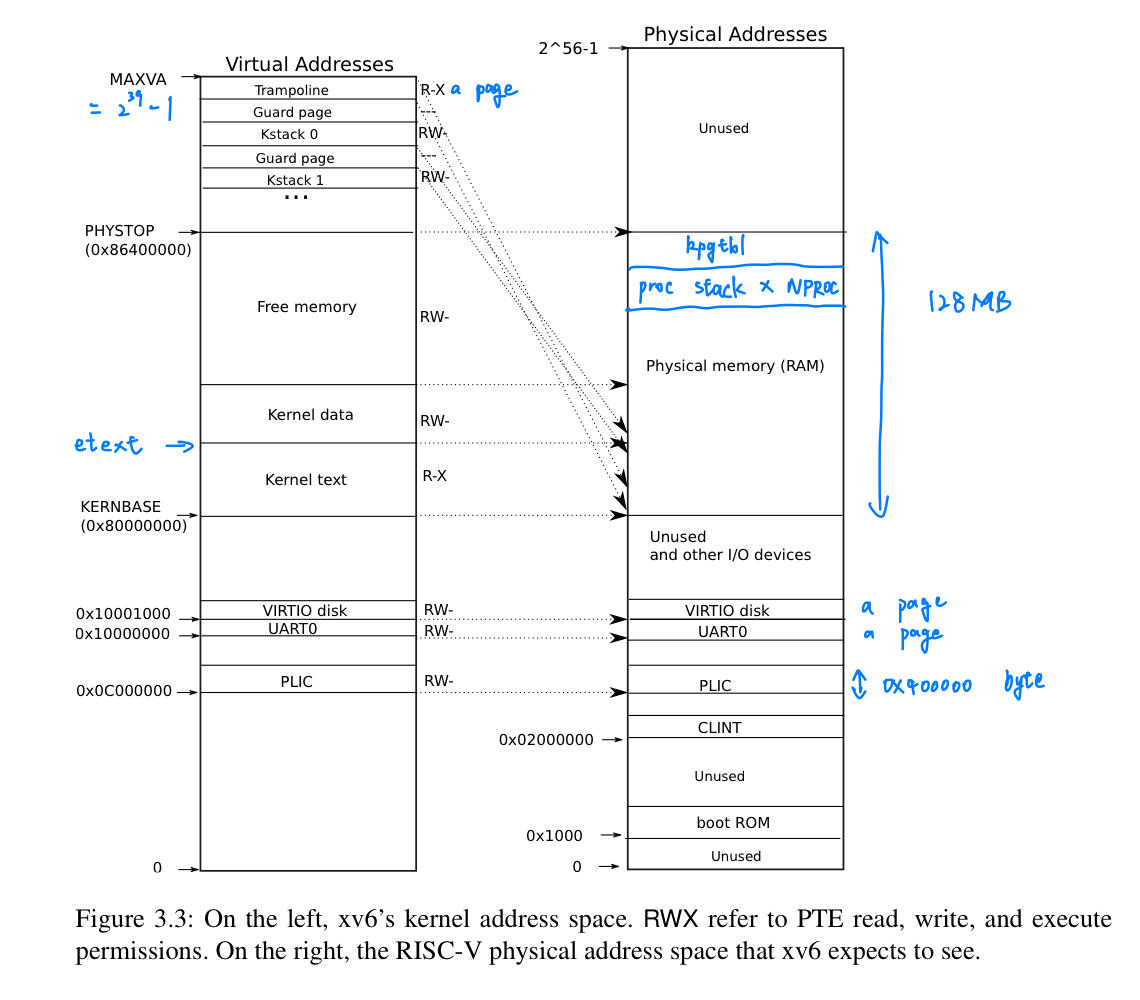 Physical Addresses
2^56-1
Virtual Addresses
MAXVA
= 2^39-1
Trampoline
R-X
a page
Guard page
---
Kstack 0
RW-
Guard page
---
Kstack 1
RW-
...
Unused
PHYSTOP
(0x86400000)
kpgtbl
proc stack x NPROC
128MB
Free memory
RW-
Physical memory (RAM)
Kernel data
RW-
etext
Kernel text
R-X
KERNBASE
(0x80000000)
Unused
and other I/O devices
0x10001000
VIRTIO disk
RW-
VIRTIO disk
a page
0x10000000
UART0
RW-
UART0
a page
0x0C000000
PLIC
RW-
PLIC
0x400000 byte
CLINT
0x02000000
Unused
boot ROM
0x1000
Unused
0
0
Figure 3.3: On the left, xv6's kernel address space. RWX refer to PTE read, write, and execute
permissions. On the right, the RISC-V physical address space that xv6 expects to see.